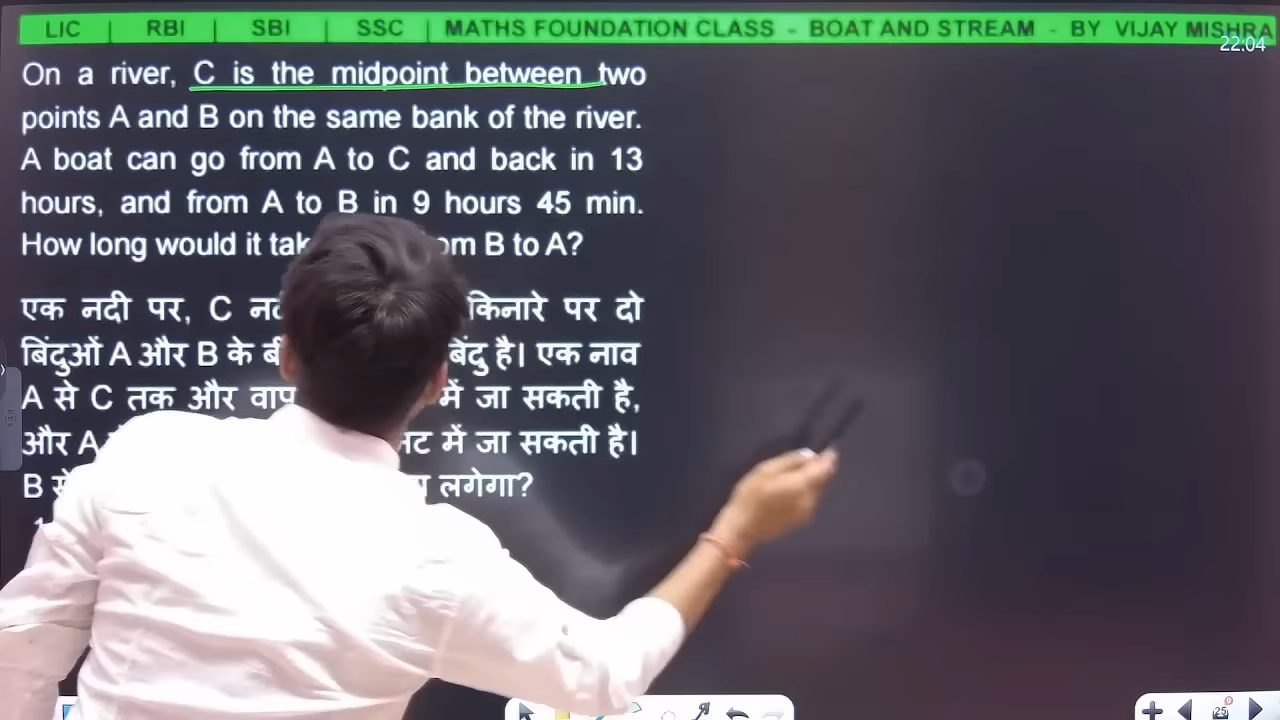 LIC | RBI | SBI | SSC | MATHS FOUNDATION CLASS - BOAT AND STREAM - BY VIJAY MISHRA
22:04
On a river, C is the midpoint between two
points A and B on the same bank of the river.
A boat can go from A to C and back in 13
hours, and from A to B in 9 hours 45 min.
How long would it from B to A?
एक नदी पर, C किनारे पर दो
बिंदुओं A और B के है। एक नाव
A से C तक और में जा सकती है,
और A में जा सकती है।
B लगेगा?
25